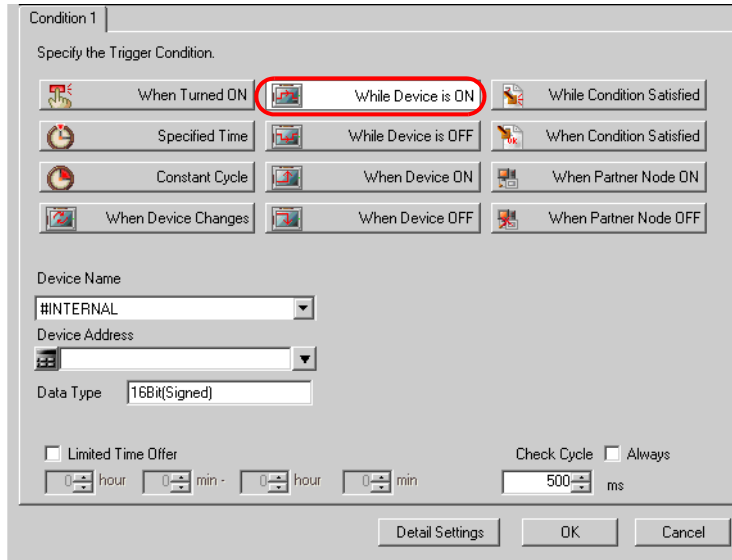 Condition 1
Specify the Trigger Condition.
When Turned ON While Device is ON While Condition Satisfied
Specified Time While Device is OFF When Condition Satisfied
Constant Cycle When Device ON When Partner Node ON
When Device Changes When Device OFF When Partner Node OFF
Device Name
#INTERNAL
Device Address
Data Type 16Bit(Signed)
Limited Time Offer Check Cycle Always
0 hour 0 min - 0 hour 0 min 500 ms
Detail Settings OK Cancel